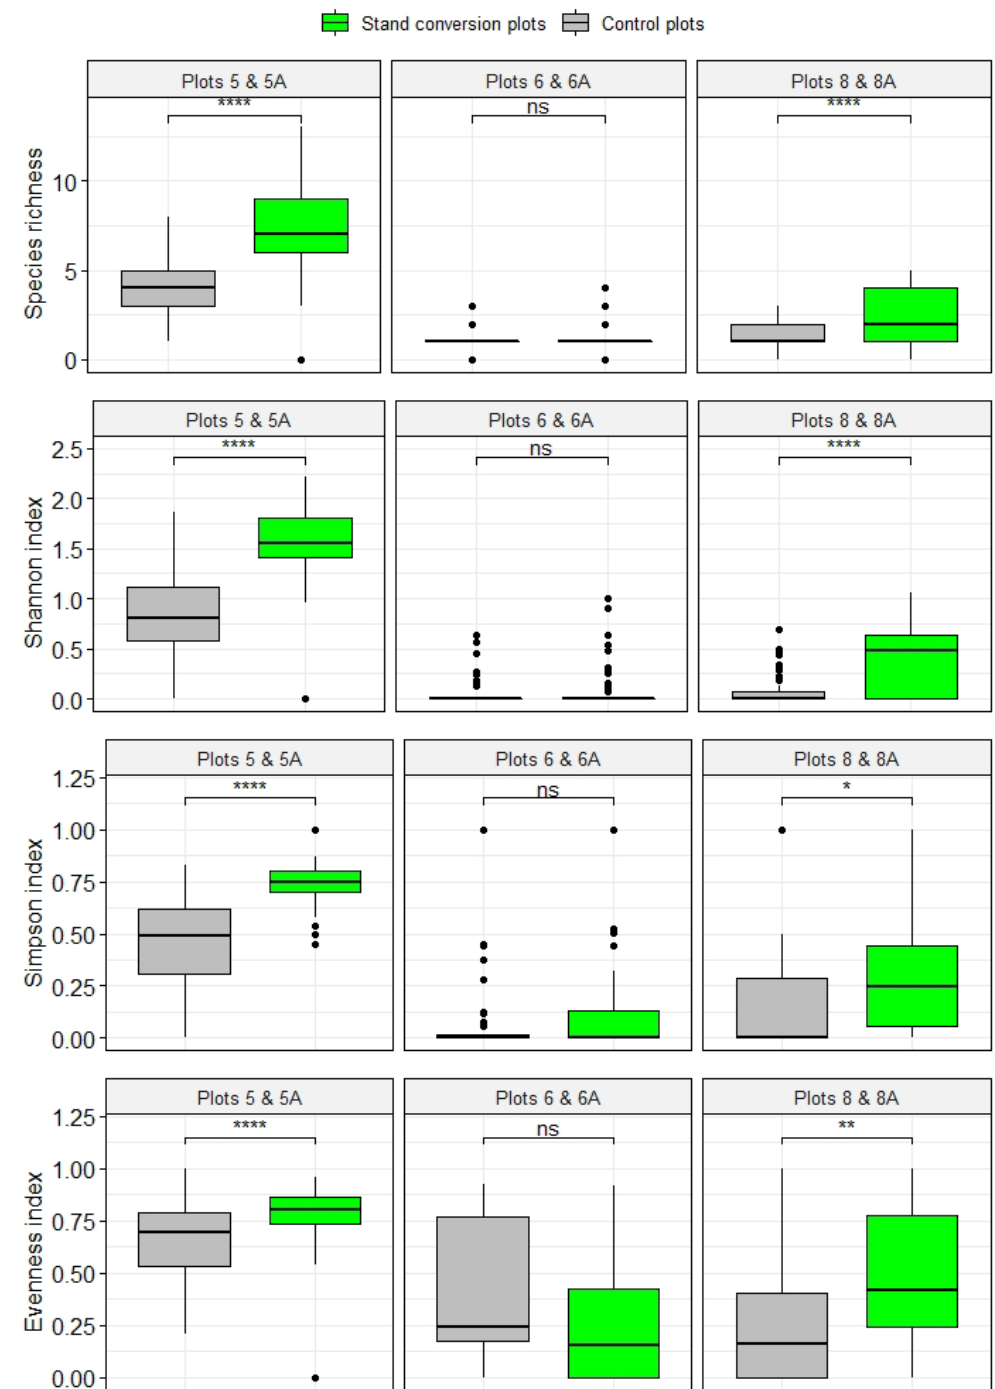 Stand conversion plots Control plots
Plots 5 & 5A Plots 6 & 6A Plots 8 & 8A
**** ns ****
Species richness
10
5
0
Plots 5 & 5A Plots 6 & 6A Plots 8 & 8A
**** ns ****
Shannon index
2.5
2.0
1.5
1.0
0.5
0.0
Plots 5 & 5A Plots 6 & 6A Plots 8 & 8A
**** ns *
Simpson index
1.25
1.00
0.75
0.50
0.25
0.00
Plots 5 & 5A Plots 6 & 6A Plots 8 & 8A
**** ns **
Evenness index
1.25
1.00
0.75
0.50
0.25
0.00